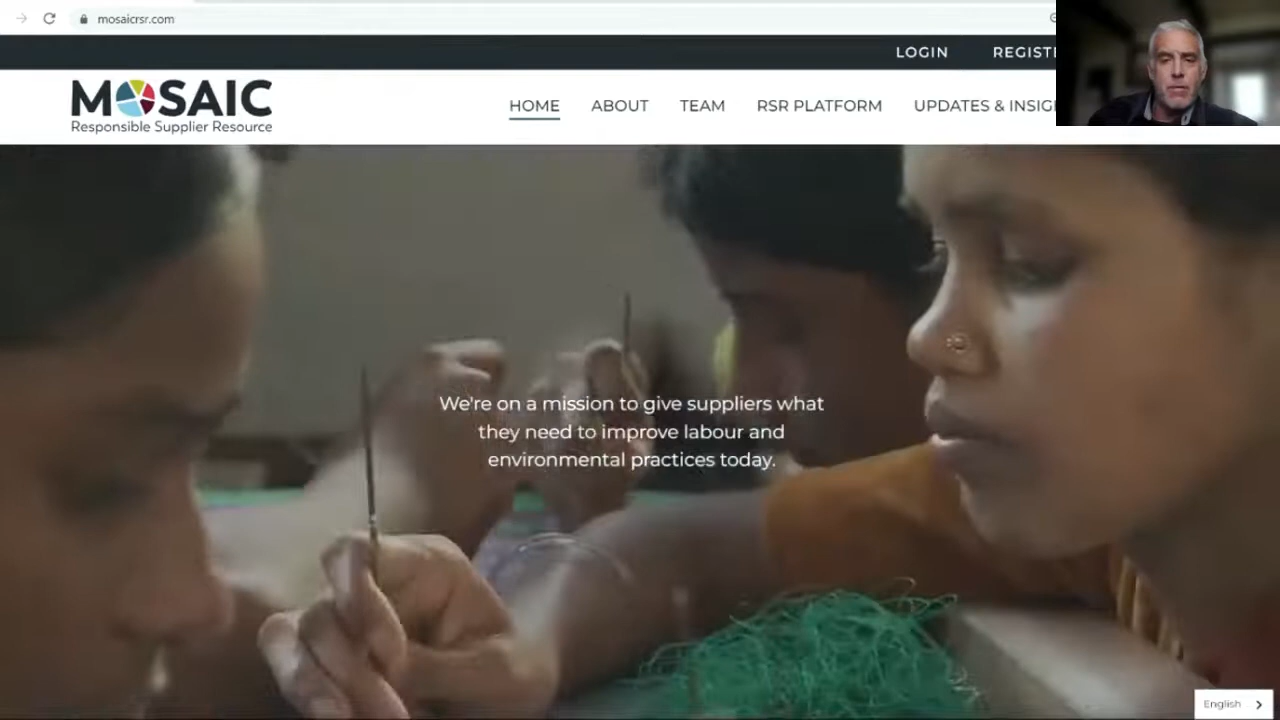 mosaicrsr.com
LOGIN
MOSAIC
Responsible Supplier Resource
HOME ABOUT TEAM RSR PLATFORM UPDATES &
We're on a mission to give suppliers what
they need to improve labour and
environmental practices today.
English